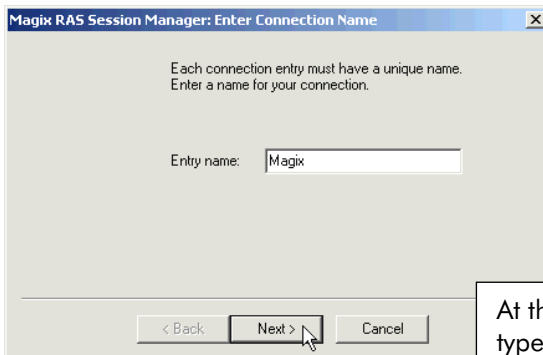 Magix RAS Session Manager: Enter Connection Name
Each connection entry must have a unique name.
Enter a name for your connection.
Entry name: Magix
< Back Next > Cancel
At th
type